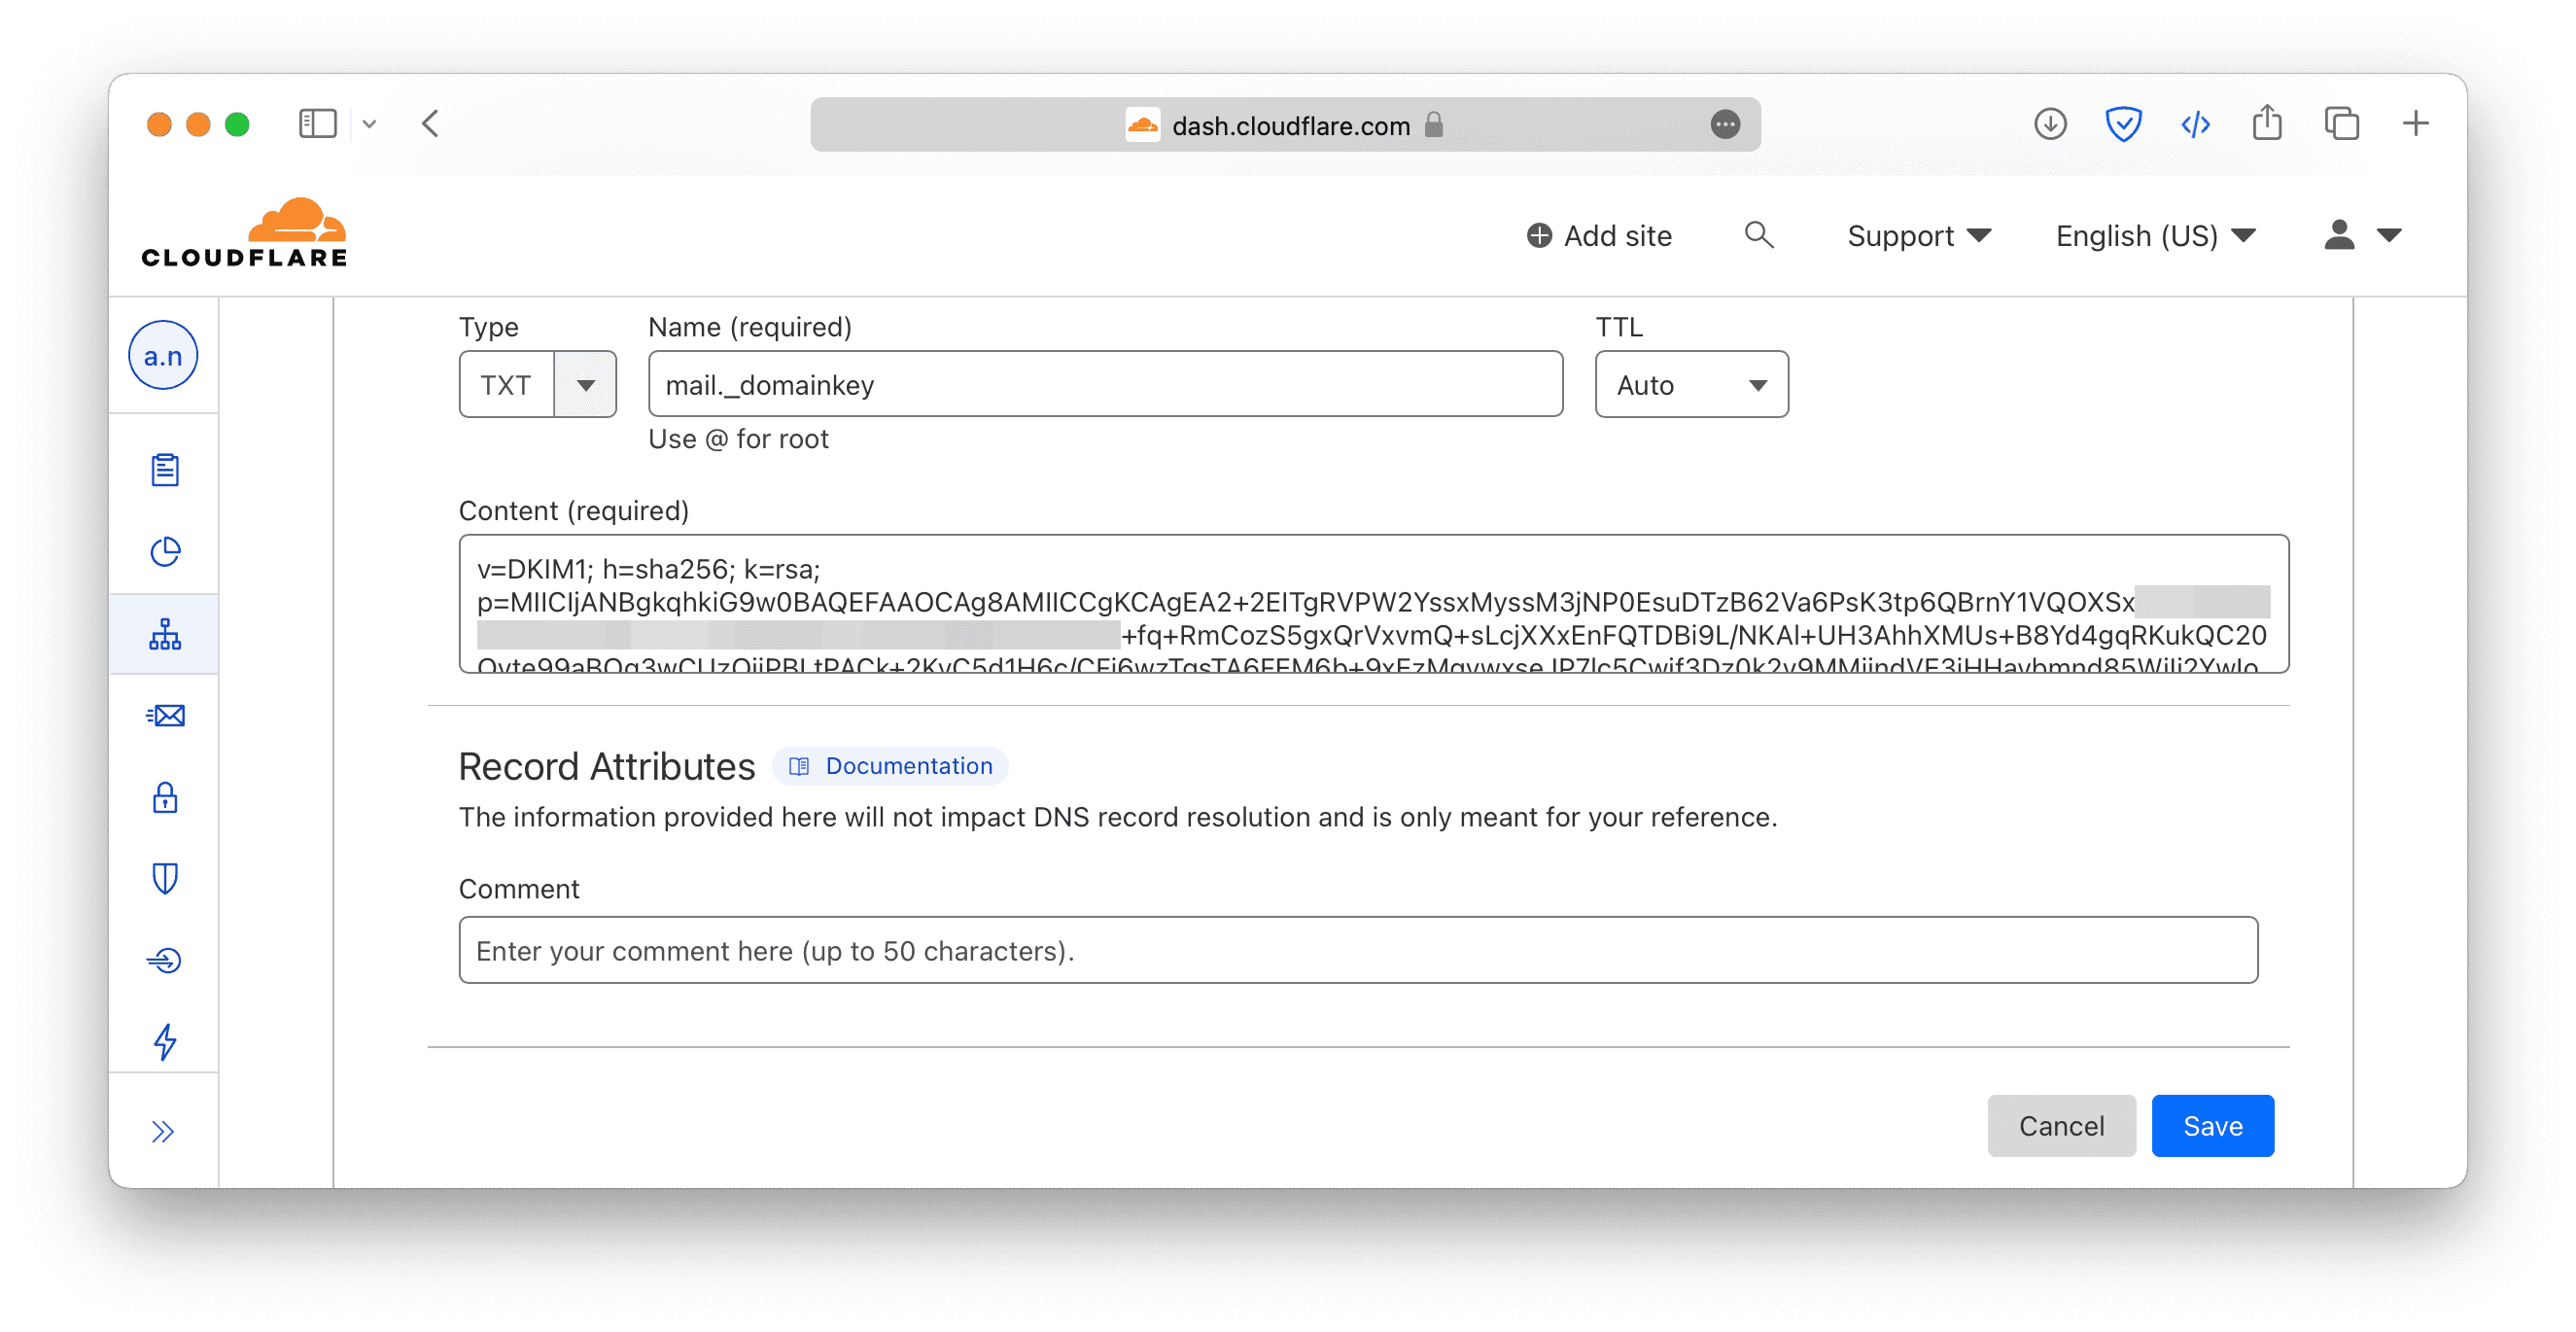 dash.cloudflare.com
CLOUDFLARE
Add site
Support
English (US)
a.n
Type
Name (required)
TTL
TXT
mail._domainkey
Auto
Use @ for root
Content (required)
v=DKIM1; h=sha256; k=rsa;
p=MIICIjANBgkqhkiG9w0BAQEFAAOCAg8AMIICCgKCAgEA2+2EITgRVPW2YssxMyssM3jNP0EsuDTzB62Va6PsK3tp6QBrnY1VQOXSx
+fq+RmCozS5gxQrVxvmQ+sLcjXXxEnFQTDBi9L/NKAl+UH3AhhXMUs+B8Yd4gqRKukQC20
Record Attributes
Documentation
The information provided here will not impact DNS record resolution and is only meant for your reference.
Comment
Enter your comment here (up to 50 characters).
Cancel
Save